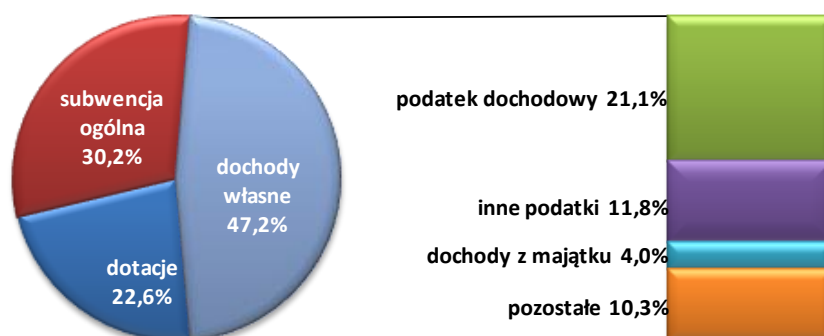 subwencja
ogólna
30,2%
dochody
własne
47,2%
dotacje
22,6%
podatek dochodowy 21,1%
inne podatki 11,8%
dochody z majątku 4,0%
pozostałe 10,3%